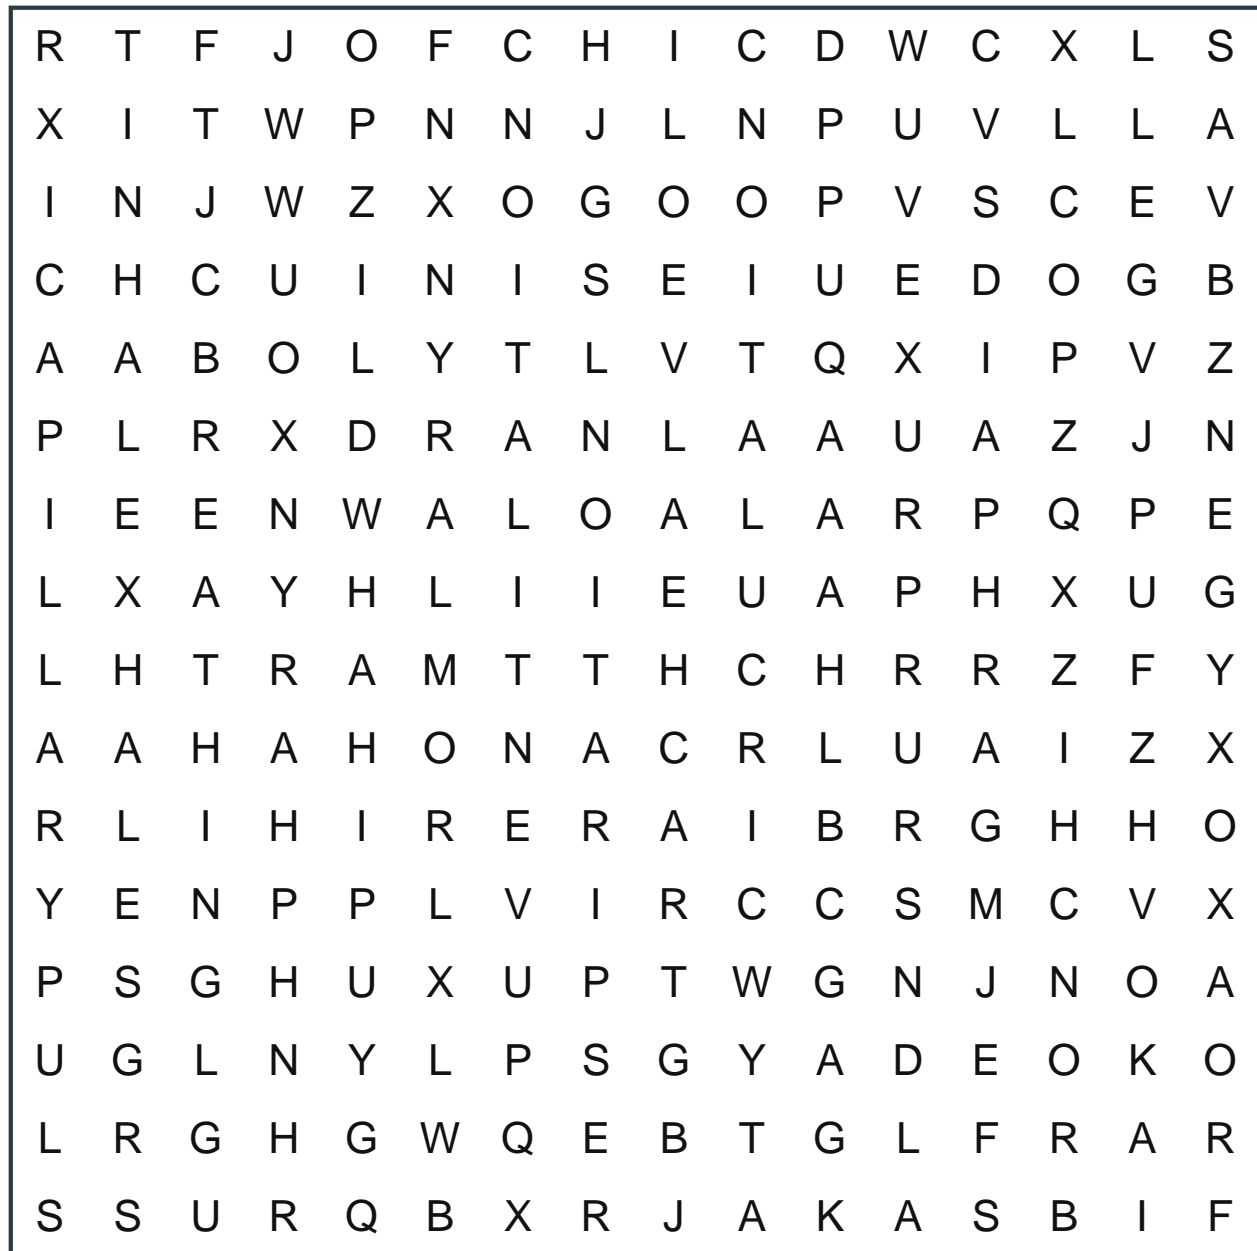 R T F J O F C H I C D W C X L S
X I T W P N N J L N P U V L L A
I N J W Z X O G O O P V S C E V
C H C U I N I S E I U E D O G B
A A B O L Y T L V T Q X I P V Z
P L R X D R A N L A A U A Z J N
I E E N W A L O A L A R P Q P E
L X A Y H L I I E U A P H X U G
L H T R A M T T H C H R R Z F Y
A A H A H O N A C R L U A I Z X
R L I H I R E R A I B R G H H O
Y E N P P L V I R C C S M C V X
P S G H U X U P T W G N J N O A
U G L N Y L P S G Y A D E O K O
L R G H G W Q E B T G L F R A R
S S U R Q B X R J A K A S B I F